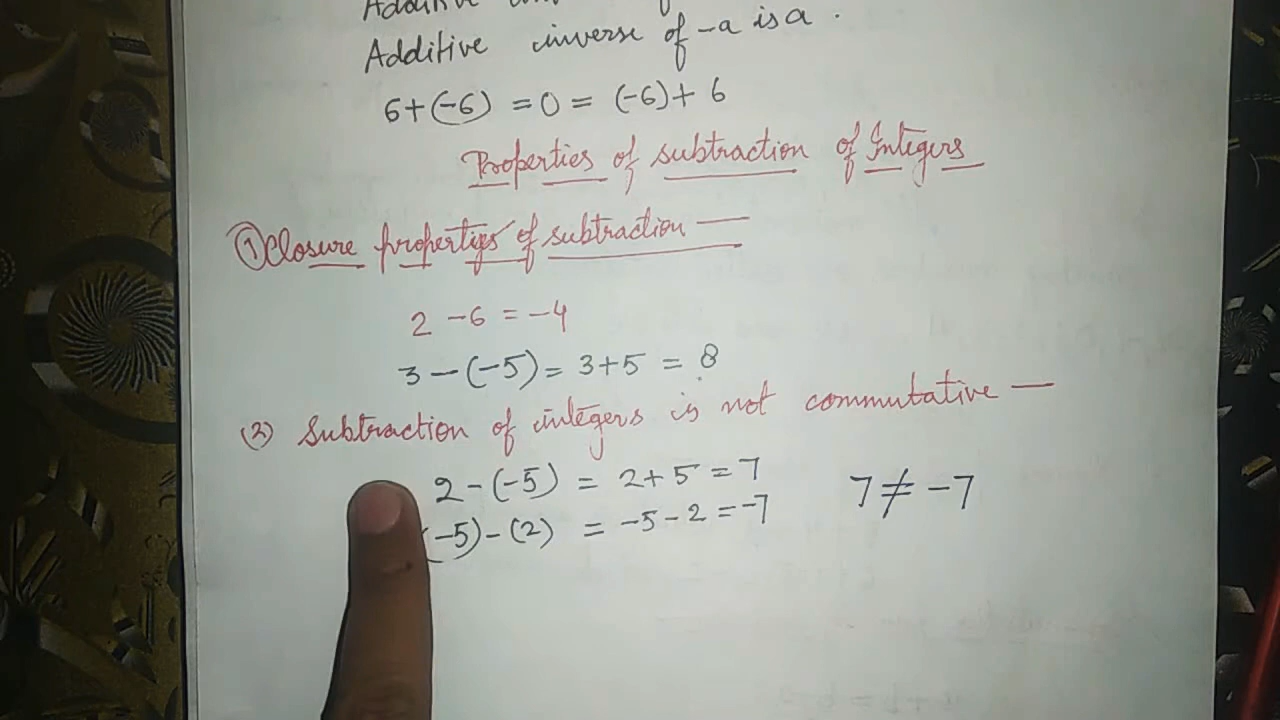 Additive
Additive inverse of -a is a.
6+(-6) = 0 = (-6)+ 6
Properties of subtraction of Integers
① Closure properties of subtraction —
2 -6 = -4
3 - (-5) = 3+5 = 8
(2) Subtraction of integers is not commutative —
2 - (-5) = 2+5 = 7 7 ≠ -7
(-5) - (2) = -5 - 2 = -7